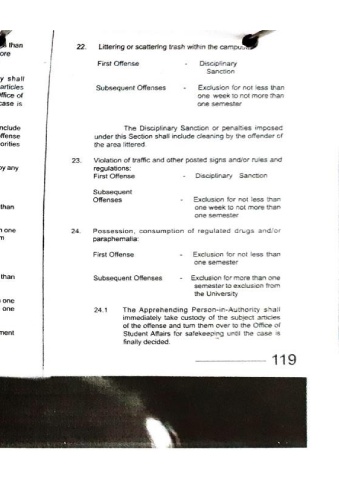 than
ore
y shall
articles
ffice of
case is
nclude
ffense
orities
by any
than
n one
m
than
one
one
ment
22. Littering or scattering trash within the campus
First Offense - Disciplinary
Sanction
Subsequent Offenses - Exclusion for not less than
one week to not more than
one semester
The Disciplinary Sanction or penalties imposed
under this Section shall include cleaning by the offender of
the area littered
23. Violation of traffic and other posted signs and/or rules and
regulations:
First Offense - Disciplinary Sanction
Subsequent
Offenses - Exclusion for not less than
one week to not more than
one semester
24. Possession, consumption of regulated drugs and/or
paraphernalia:
First Offense - Exclusion for not less than
one semester
Subsequent Offenses - Exclusion for more than one
semester to exclusion from
the University
24.1 The Apprehending Person-in-Authority shall
immediately take custody of the subject articles
of the offense and turn them over to the Office of
Student Affairs for safekeeping until the case is
finally decided.
119